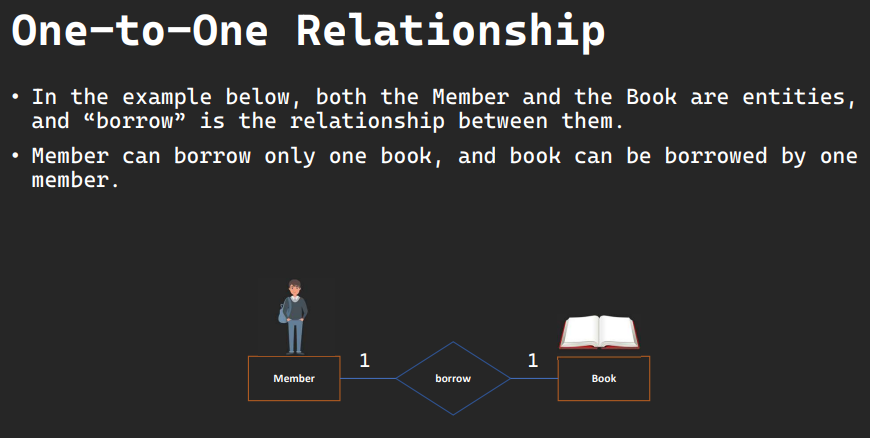 One-to-One Relationship
• In the example below, both the Member and the Book are entities,
and “borrow” is the relationship between them.
• Member can borrow only one book, and book can be borrowed by one
member.
1
1
Member
borrow
Book